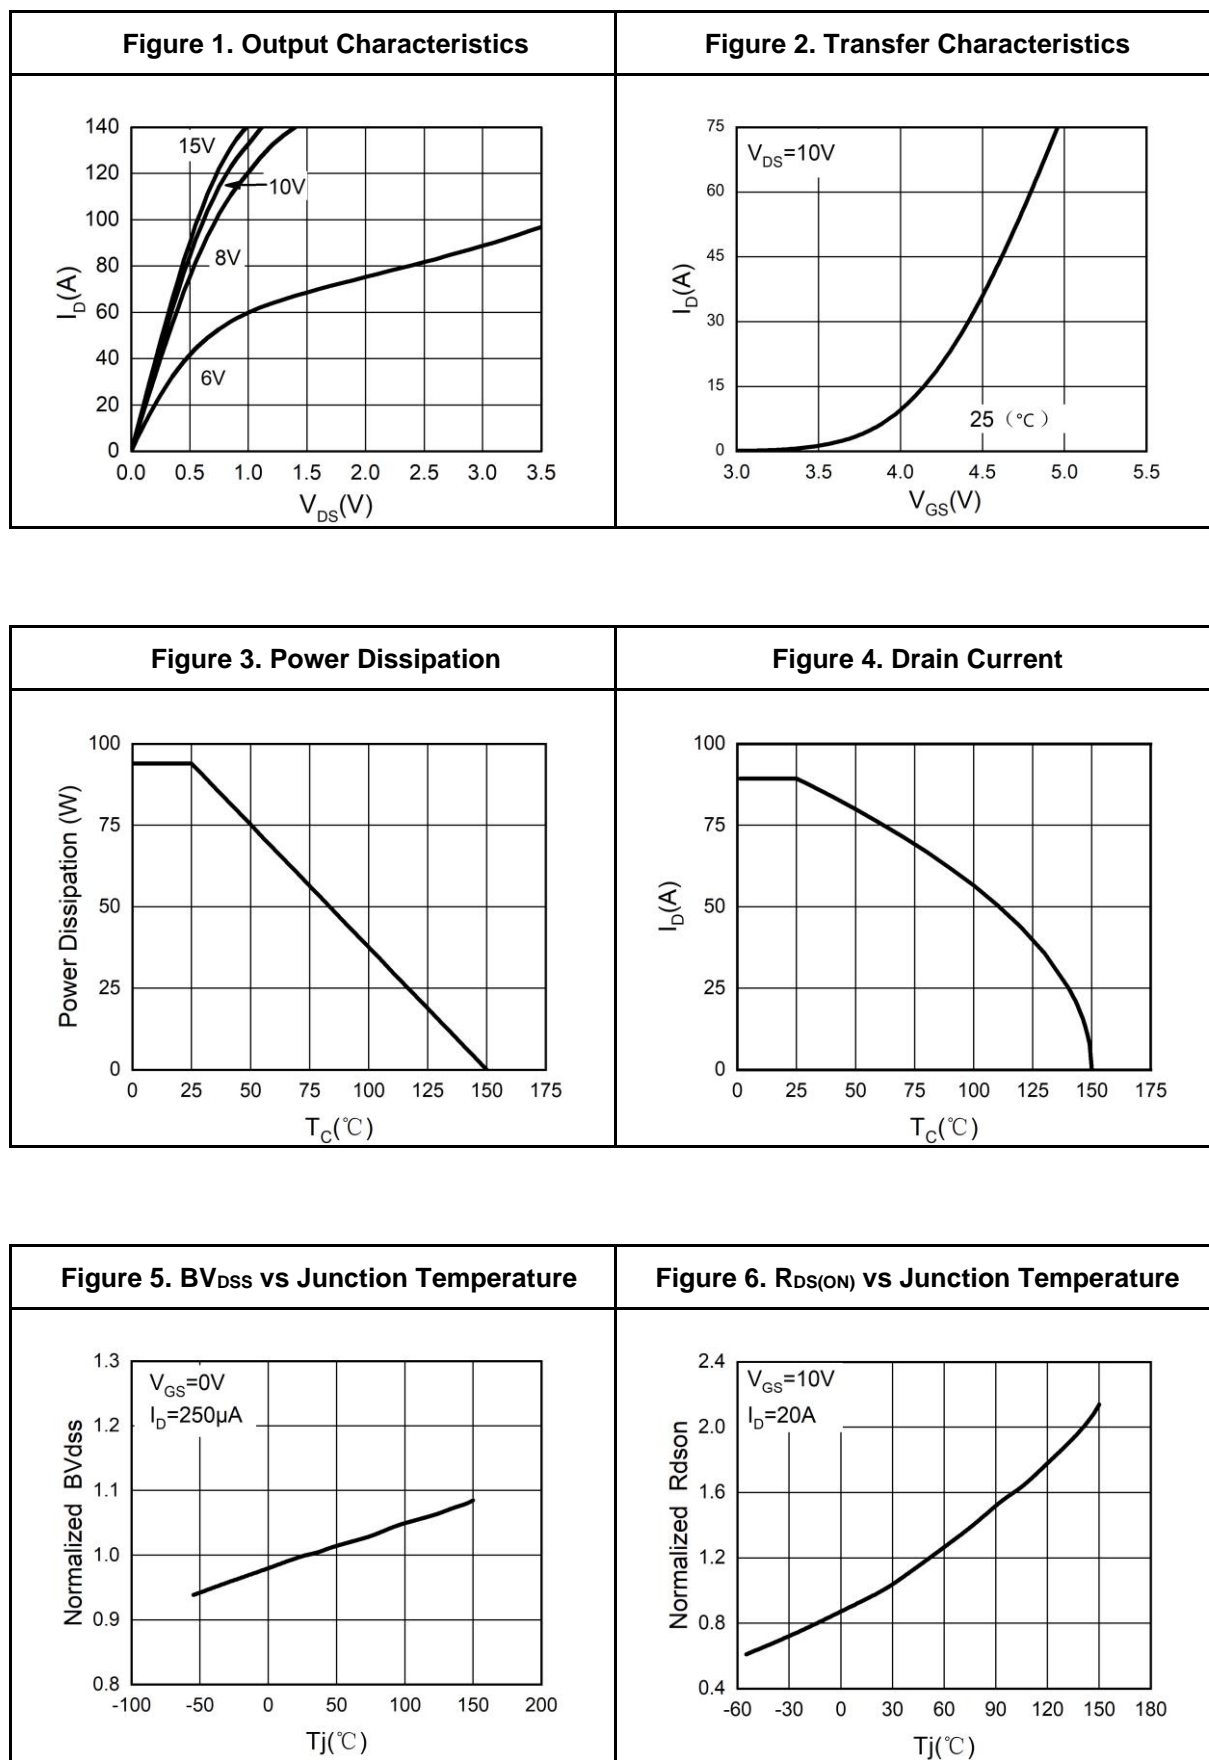 Figure 1. Output Characteristics
Figure 2. Transfer Characteristics
140
120
100
80
60
40
20
0
I_D(A)
15V
10V
8V
6V
0.0 0.5 1.0 1.5 2.0 2.5 3.0 3.5
V_DS(V)
75
60
45
30
15
0
I_D(A)
V_DS=10V
25（℃）
3.0 3.5 4.0 4.5 5.0 5.5
V_GS(V)
Figure 3. Power Dissipation
Figure 4. Drain Current
100
75
50
25
0
Power Dissipation (W)
0 25 50 75 100 125 150 175
T_C(℃)
100
75
50
25
0
I_D(A)
0 25 50 75 100 125 150 175
T_C(℃)
Figure 5. BV_DSS vs Junction Temperature
Figure 6. R_DS(ON) vs Junction Temperature
1.3
1.2
1.1
1.0
0.9
0.8
Normalized BVdss
V_GS=0V
I_D=250µA
-100 -50 0 50 100 150 200
Tj(℃)
2.4
2.0
1.6
1.2
0.8
0.4
Normalized Rdson
V_GS=10V
I_D=20A
-60 -30 0 30 60 90 120 150 180
Tj(℃)